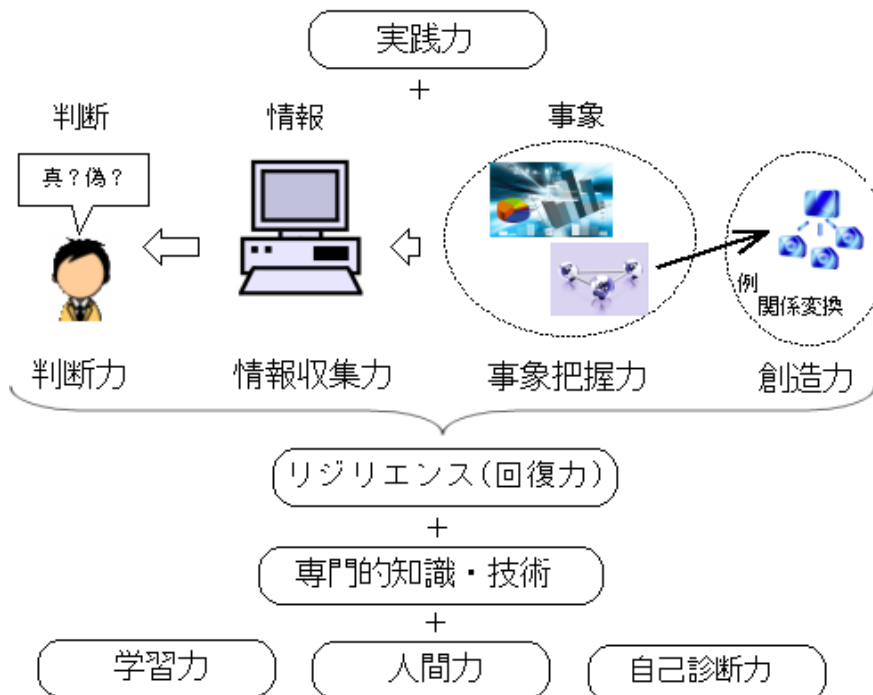 実践力
+
判断
情報
事象
真?偽?
例
関係変換
判断力
情報収集力
事象把握力
創造力
リジリエンス(回復力)
+
専門的知識・技術
+
学習力
人間力
自己診断力